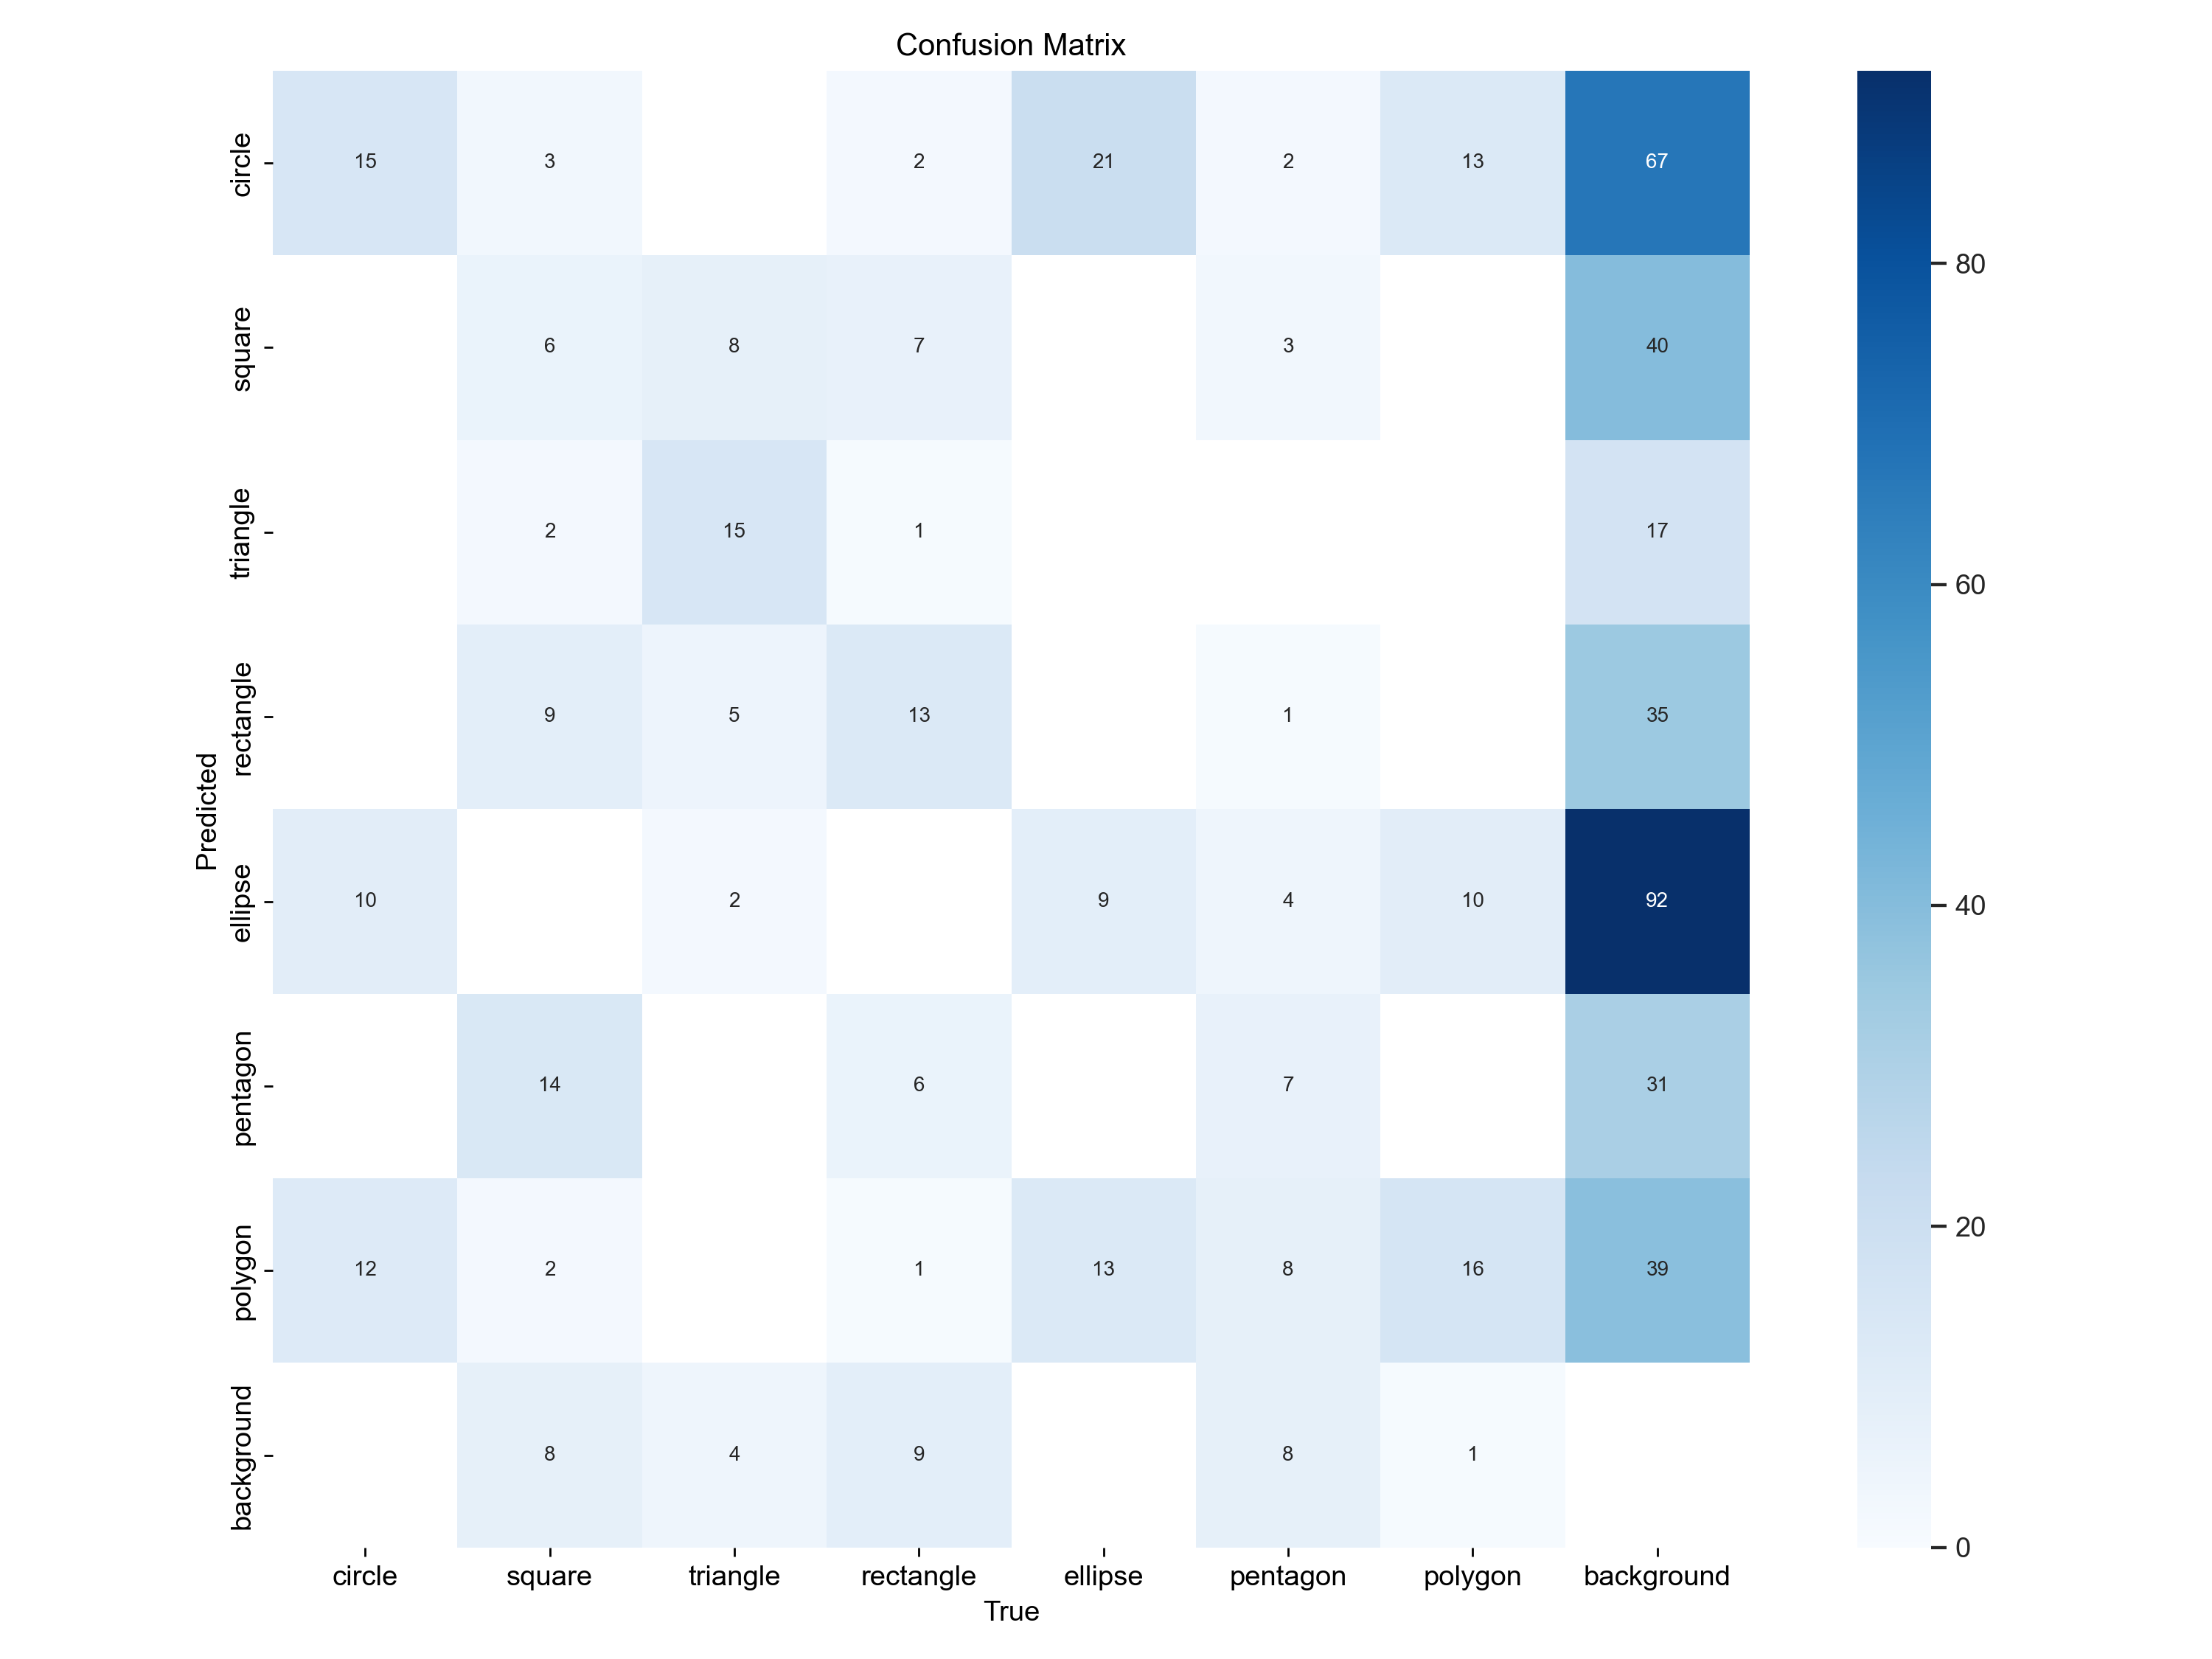 Confusion Matrix
circle 15 3 2 21 2 13 67
square 6 8 7 3 40
triangle 2 15 1 17
rectangle 9 5 13 1 35
ellipse 10 2 9 4 10 92
pentagon 14 6 7 31
polygon 12 2 1 13 8 16 39
background 8 4 9 8 1
Predicted
circle square triangle rectangle ellipse pentagon polygon background
True
80
60
40
20
0